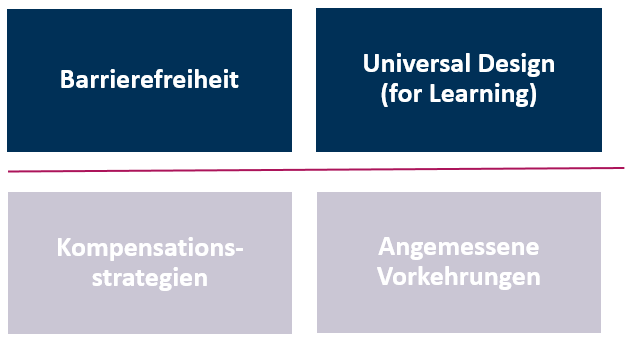 Barrierefreiheit
Universal Design
(for Learning)
Kompensations-
strategien
Angemessene
Vorkehrungen